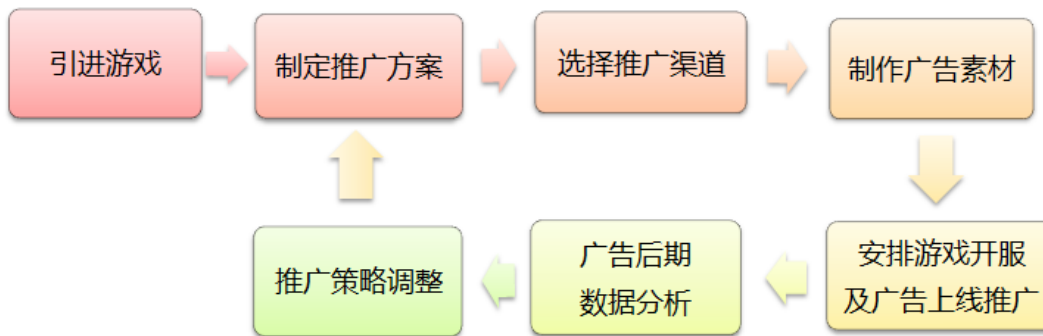 引进游戏
制定推广方案
选择推广渠道
制作广告素材
安排游戏开服
及广告上线推广
广告后期
数据分析
推广策略调整